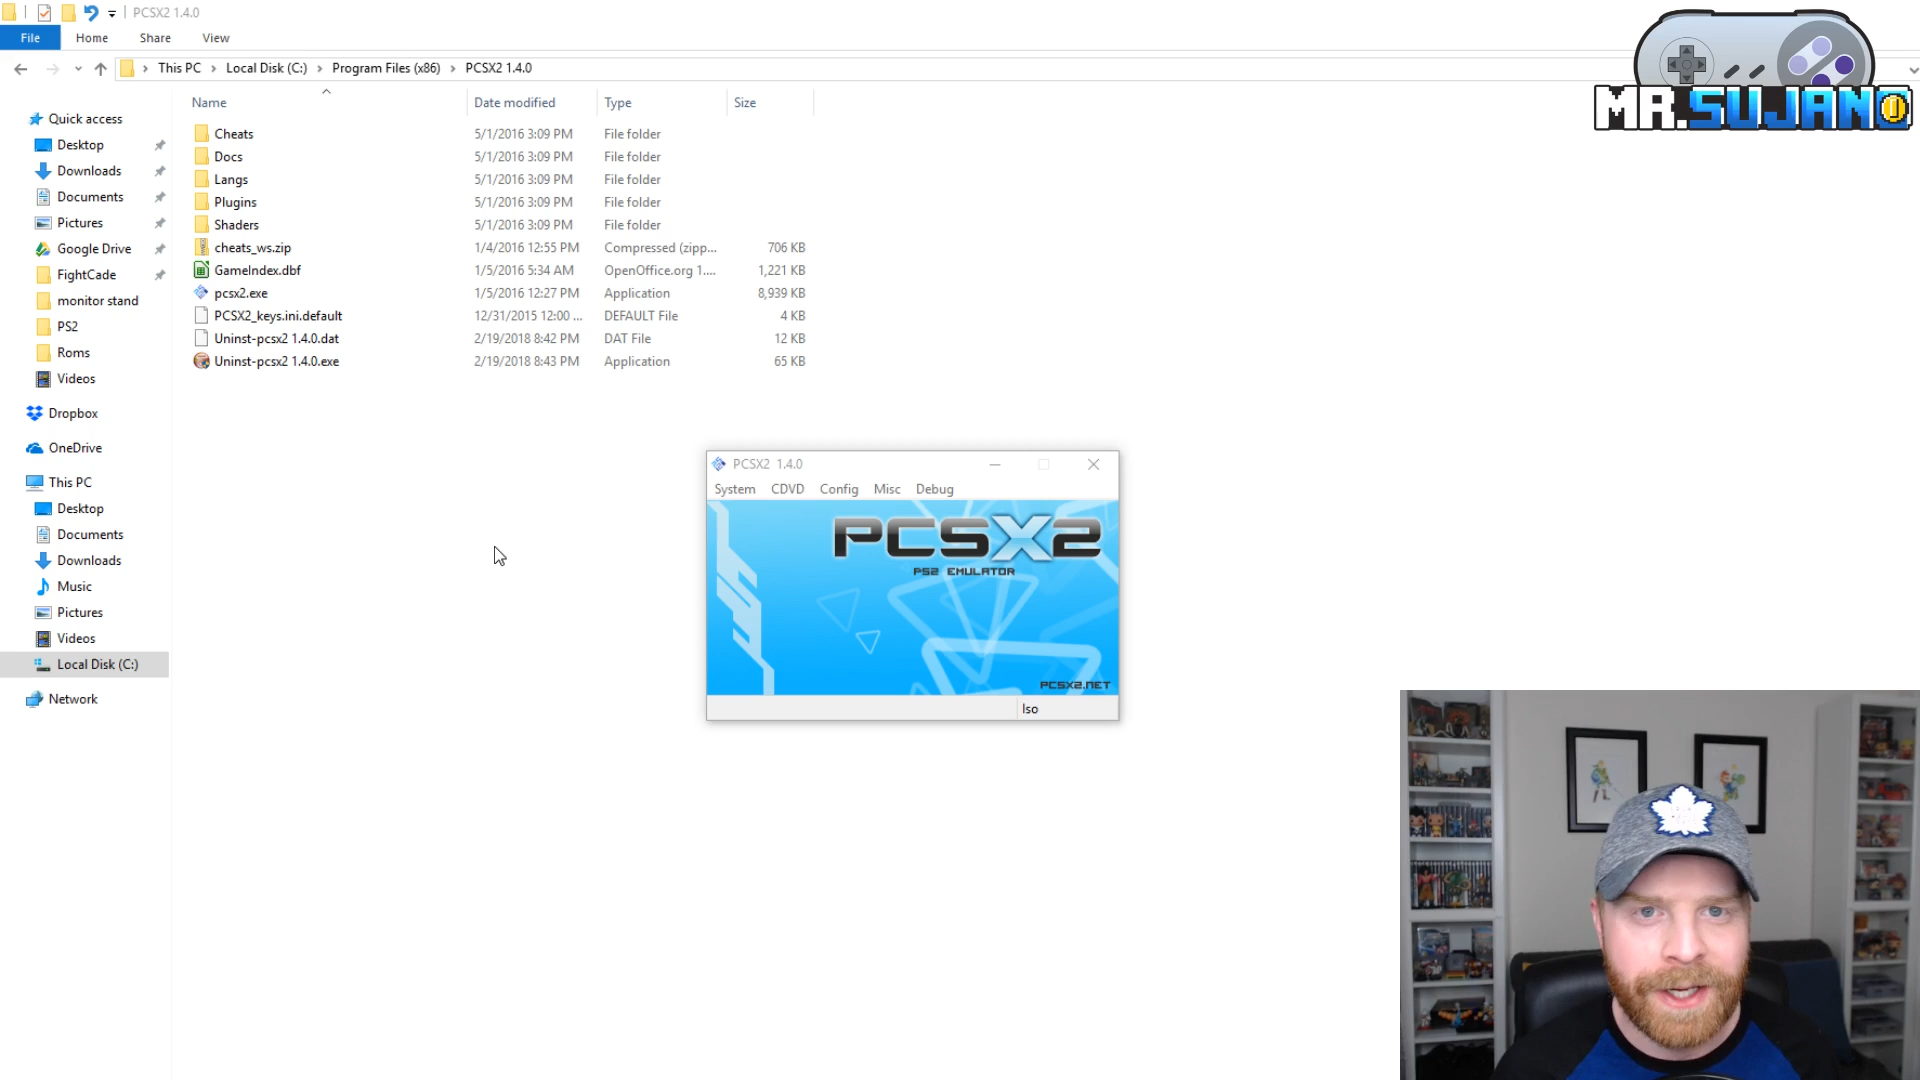 PCSX2 1.4.0
File Home Share View
This PC Local Disk (C:) Program Files (x86) PCSX2 1.4.0
MR.SUJANO
Name Date modified Type Size
Quick access
Desktop
Downloads
Documents
Pictures
Google Drive
FightCade
monitor stand
PS2
Roms
Videos
Dropbox
OneDrive
This PC
Desktop
Documents
Downloads
Music
Pictures
Videos
Local Disk (C:)
Network
Cheats 5/1/2016 3:09 PM File folder
Docs 5/1/2016 3:09 PM File folder
Langs 5/1/2016 3:09 PM File folder
Plugins 5/1/2016 3:09 PM File folder
Shaders 5/1/2016 3:09 PM File folder
cheats_ws.zip 1/4/2016 12:55 PM Compressed (zipp... 706 KB
GameIndex.dbf 1/5/2016 5:34 AM OpenOffice.org 1.... 1,221 KB
pcsx2.exe 1/5/2016 12:27 PM Application 8,939 KB
PCSX2_keys.ini.default 12/31/2015 12:00 ... DEFAULT File 4 KB
Uninst-pcsx2 1.4.0.dat 2/19/2018 8:42 PM DAT File 12 KB
Uninst-pcsx2 1.4.0.exe 2/19/2018 8:43 PM Application 65 KB
PCSX2 1.4.0
System CDVD Config Misc Debug
PCSX2
PS2 EMULATOR
PCSX2.NET
Iso